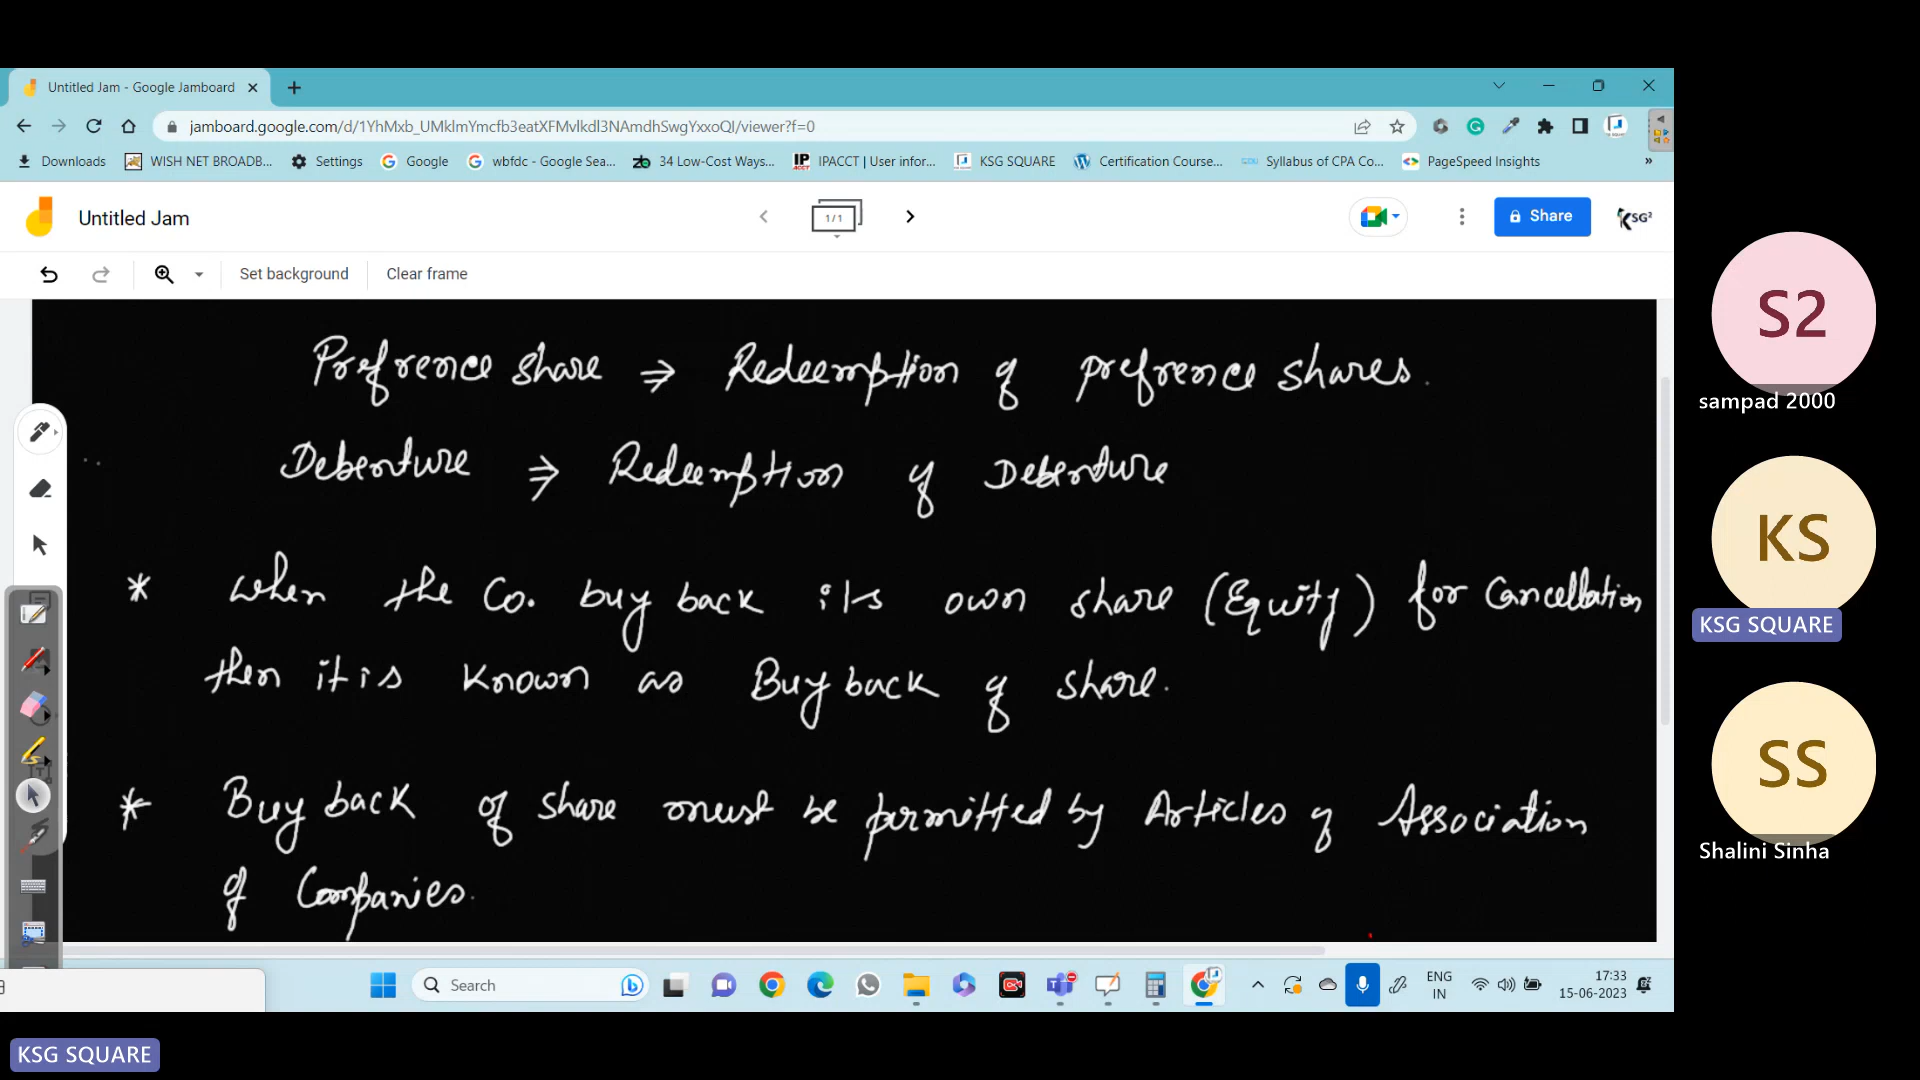 Untitled Jam - Google Jamboard
jamboard.google.com/d/1YhMxb_UMklmYmcfb3eatXFMvlkdl3NAmdhSwgYxxoQI/viewer?f=0
Downloads WISH NET BROADB... Settings Google wbfdc - Google Sea... 34 Low-Cost Ways... IPACCT | User infor... KSG SQUARE Certification Course... Syllabus of CPA Co... PageSpeed Insights »
Untitled Jam 1/1 Share KSG²
Set background Clear frame
Prefrence share ⇒ Redeemption of prefrence shares.
Debenture ⇒ Redeemption of Debenture
* when the Co. buy back its own share (Equity) for Cancellation
then it is known as Buy back of share.
* Buy back of share must be permitted by Articles of Association
of Companies.
S2
sampad 2000
KS
KSG SQUARE
SS
Shalini Sinha
Search
ENG
IN
17:33
15-06-2023
KSG SQUARE